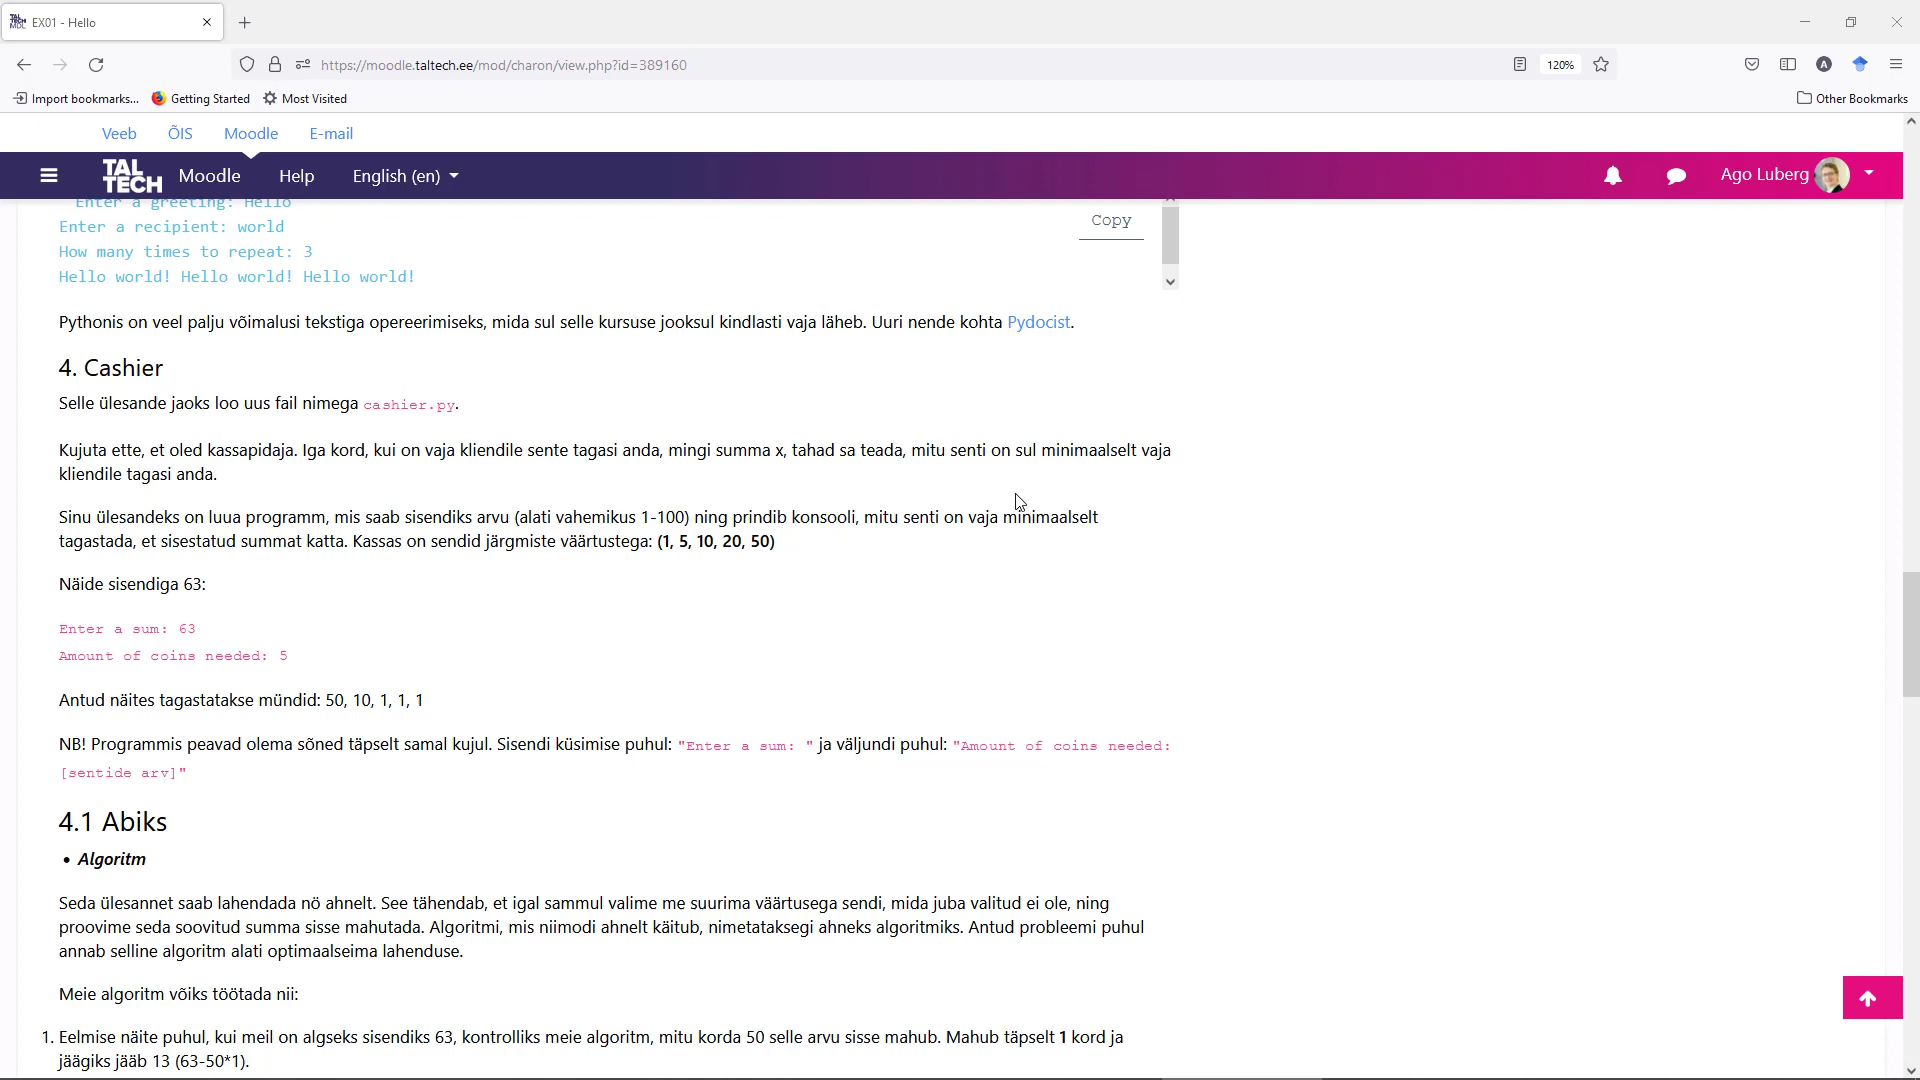 EX01 - Hello
https://moodle.taltech.ee/mod/charon/view.php?id=389160
120%
Import bookmarks...
Getting Started
Most Visited
Other Bookmarks
Veeb
ÕIS
Moodle
E-mail
TAL TECH
Moodle
Help
English (en)
Ago Luberg
Enter a greeting: Hello
Copy
Enter a recipient: world
How many times to repeat: 3
Hello world! Hello world! Hello world!
Pythonis on veel palju võimalusi tekstiga opereerimiseks, mida sul selle kursuse jooksul kindlasti vaja läheb. Uuri nende kohta Pydocist.
4. Cashier
Selle ülesande jaoks loo uus fail nimega cashier.py.
Kujuta ette, et oled kassapidaja. Iga kord, kui on vaja kliendile sente tagasi anda, mingi summa x, tahad sa teada, mitu senti on sul minimaalselt vaja
kliendile tagasi anda.
Sinu ülesandeks on luua programm, mis saab sisendiks arvu (alati vahemikus 1-100) ning prindib konsooli, mitu senti on vaja minimaalselt
tagastada, et sisestatud summat katta. Kassas on sendid järgmiste väärtustega: (1, 5, 10, 20, 50)
Näide sisendiga 63:
Enter a sum: 63
Amount of coins needed: 5
Antud näites tagastatakse mündid: 50, 10, 1, 1, 1
NB! Programmis peavad olema sõned täpselt samal kujul. Sisendi küsimise puhul: "Enter a sum: " ja väljundi puhul: "Amount of coins needed:
[sentide arv]"
4.1 Abiks
• Algoritm
Seda ülesannet saab lahendada nö ahnelt. See tähendab, et igal sammul valime me suurima väärtusega sendi, mida juba valitud ei ole, ning
proovime seda soovitud summa sisse mahutada. Algoritmi, mis niimodi ahnelt käitub, nimetataksegi ahneks algoritmiks. Antud probleemi puhul
annab selline algoritm alati optimaalseima lahenduse.
Meie algoritm võiks töötada nii:
1. Eelmise näite puhul, kui meil on algseks sisendiks 63, kontrolliks meie algoritm, mitu korda 50 selle arvu sisse mahub. Mahub täpselt 1 kord ja
jäägiks jääb 13 (63-50*1).